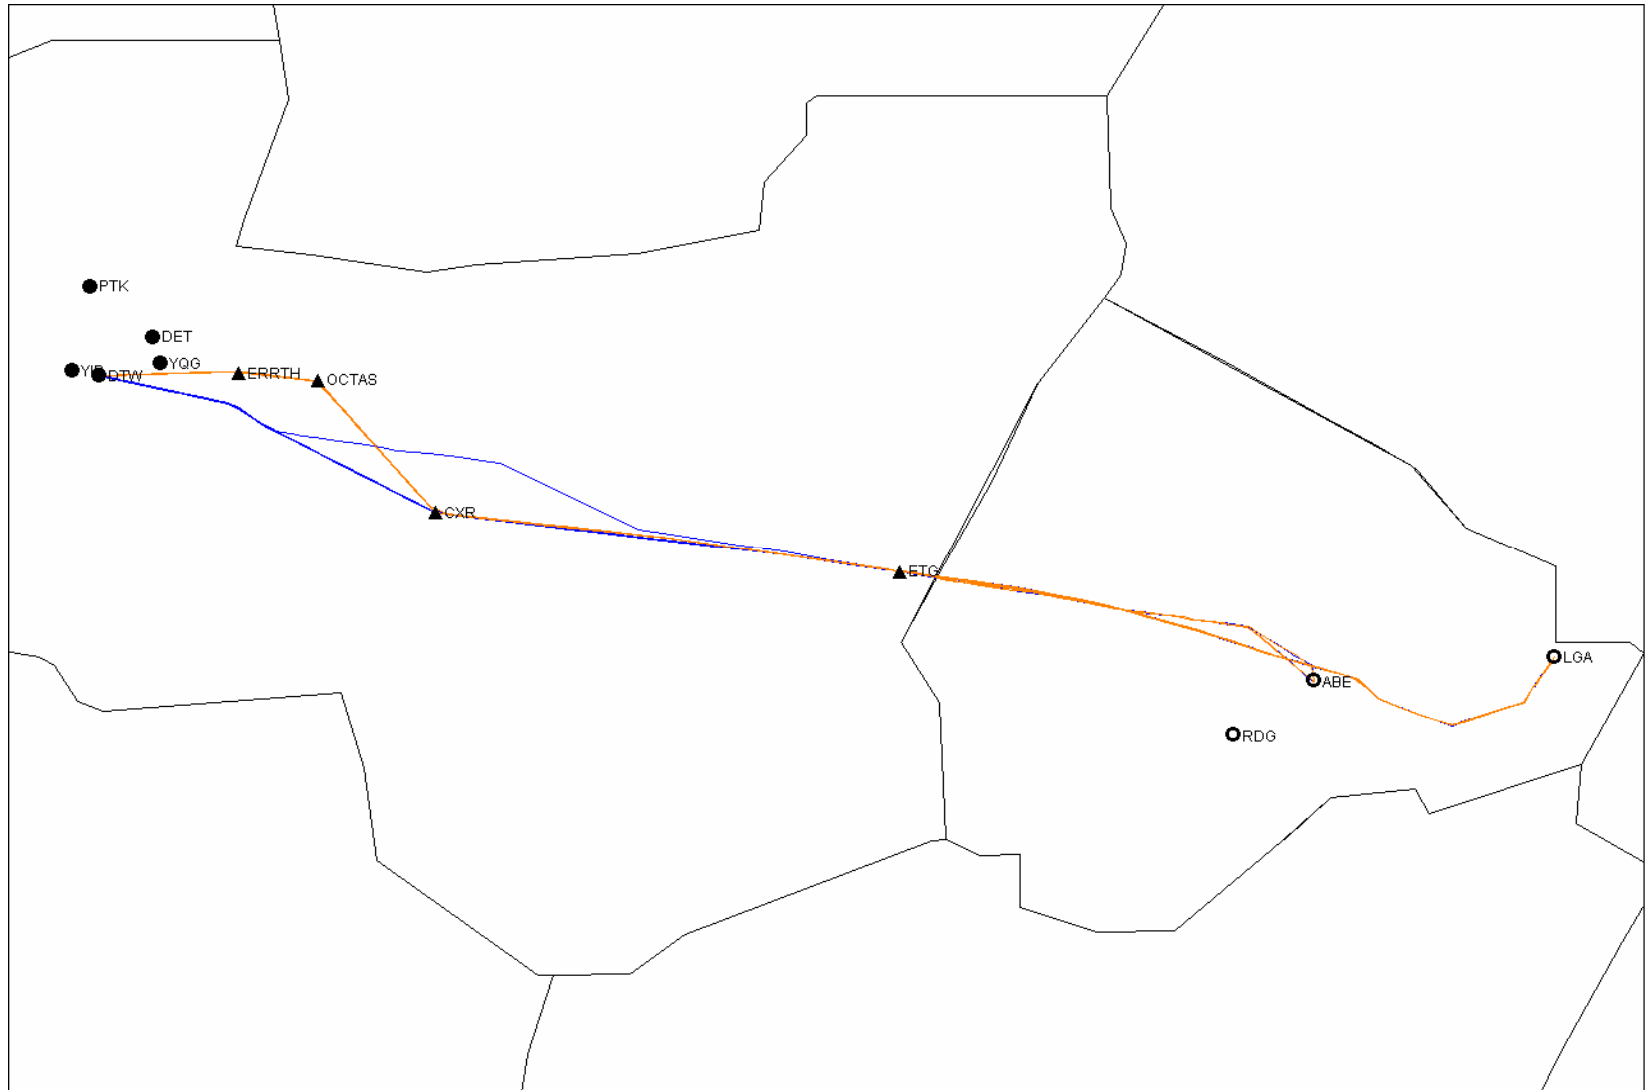 PTK
DET
YQG
DTW
ERRTH
OCTAS
CXR
ETG
LGA
ABE
RDG